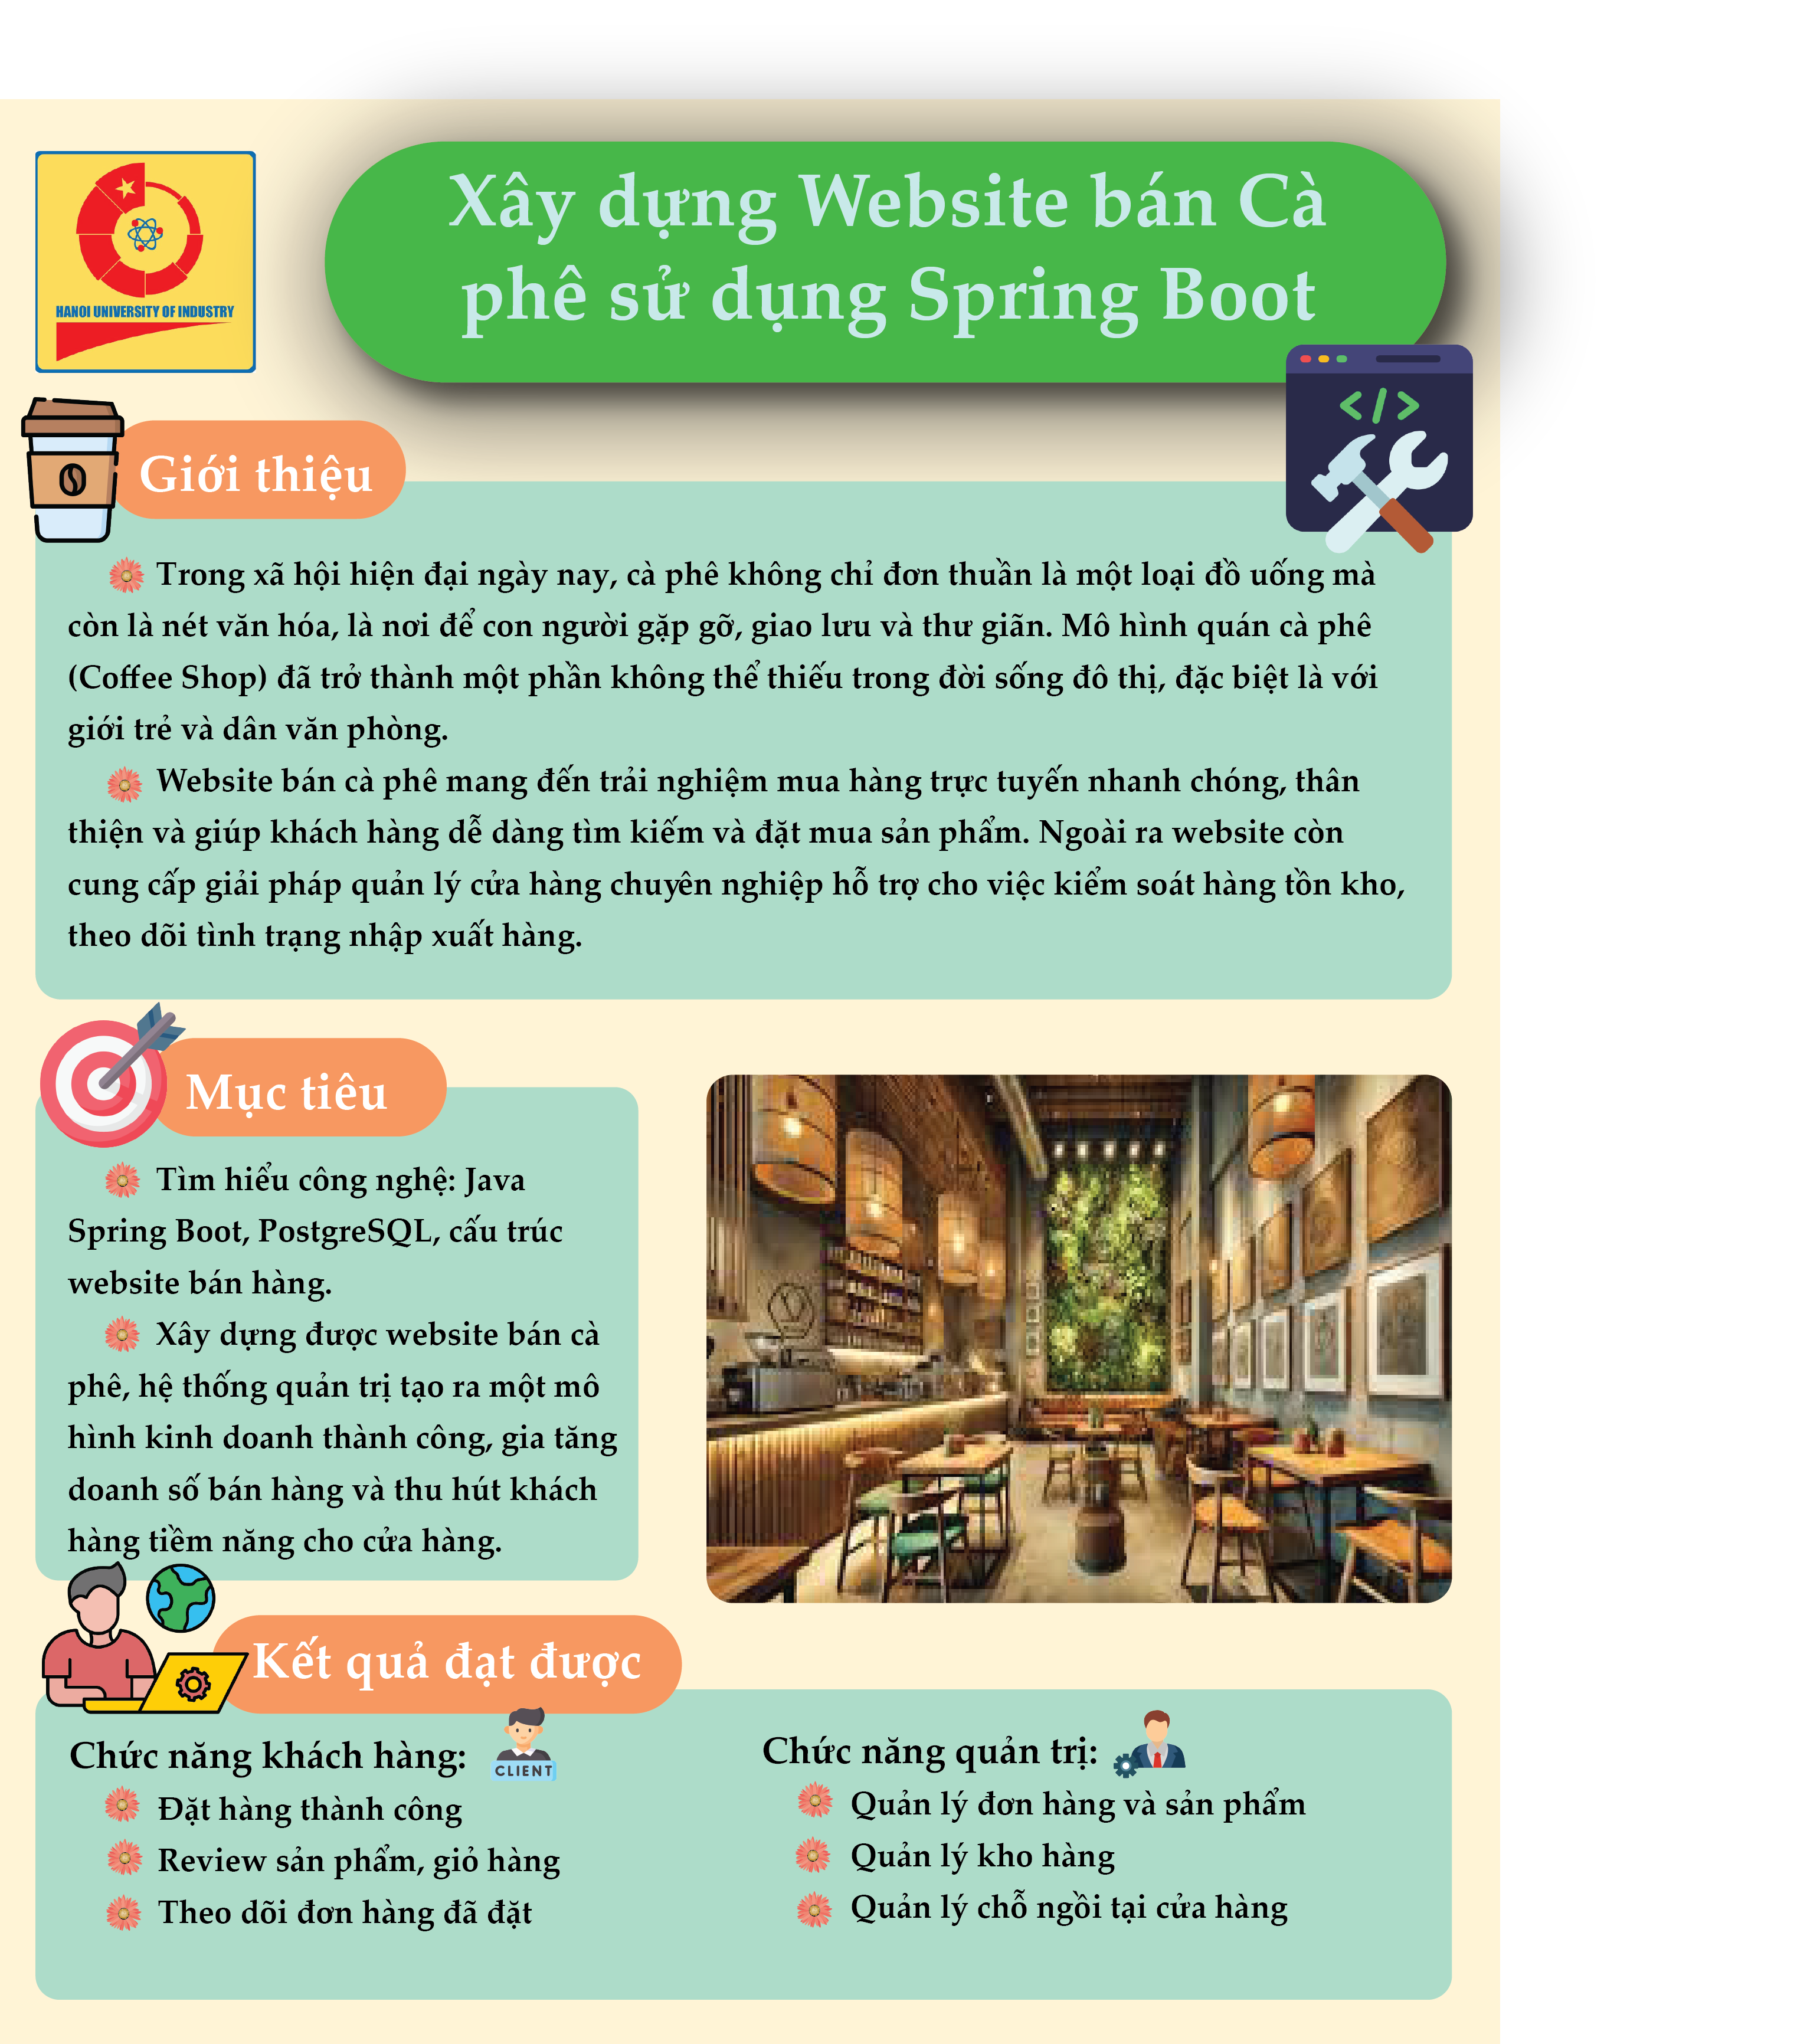 HANOI UNIVERSITY OF INDUSTRY
Xây dựng Website bán Cà
phê sử dụng Spring Boot
Giới thiệu
Trong xã hội hiện đại ngày nay, cà phê không chỉ đơn thuần là một loại đồ uống mà
còn là nét văn hóa, là nơi để con người gặp gỡ, giao lưu và thư giãn. Mô hình quán cà phê
(Coffee Shop) đã trở thành một phần không thể thiếu trong đời sống đô thị, đặc biệt là với
giới trẻ và dân văn phòng.
Website bán cà phê mang đến trải nghiệm mua hàng trực tuyến nhanh chóng, thân
thiện và giúp khách hàng dễ dàng tìm kiếm và đặt mua sản phẩm. Ngoài ra website còn
cung cấp giải pháp quản lý cửa hàng chuyên nghiệp hỗ trợ cho việc kiểm soát hàng tồn kho,
theo dõi tình trạng nhập xuất hàng.
Mục tiêu
Tìm hiểu công nghệ: Java
Spring Boot, PostgreSQL, cấu trúc
website bán hàng.
Xây dựng được website bán cà
phê, hệ thống quản trị tạo ra một mô
hình kinh doanh thành công, gia tăng
doanh số bán hàng và thu hút khách
hàng tiềm năng cho cửa hàng.
Kết quả đạt được
Chức năng khách hàng:
CLIENT
Đặt hàng thành công
Review sản phẩm, giỏ hàng
Theo dõi đơn hàng đã đặt
Chức năng quản trị:
Quản lý đơn hàng và sản phẩm
Quản lý kho hàng
Quản lý chỗ ngồi tại cửa hàng